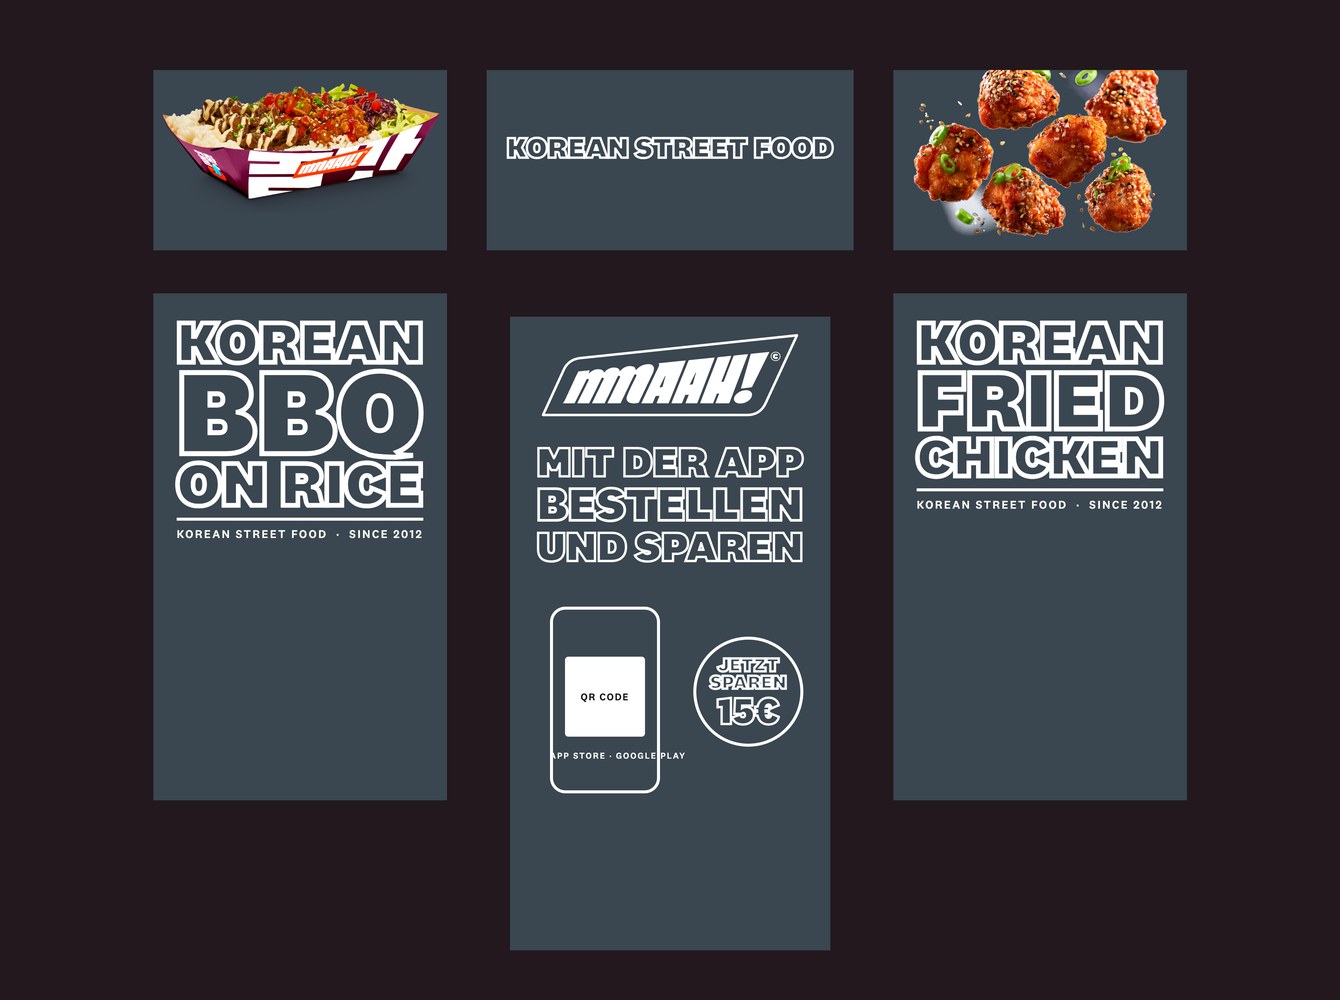 MMAAH!
KOREAN STREET FOOD
KOREAN
BBQ
ON RICE
KOREAN STREET FOOD · SINCE 2012
MMAAH! ©
MIT DER APP
BESTELLEN
UND SPAREN
QR CODE
APP STORE · GOOGLE PLAY
JETZT
SPAREN
15€
KOREAN
FRIED
CHICKEN
KOREAN STREET FOOD · SINCE 2012